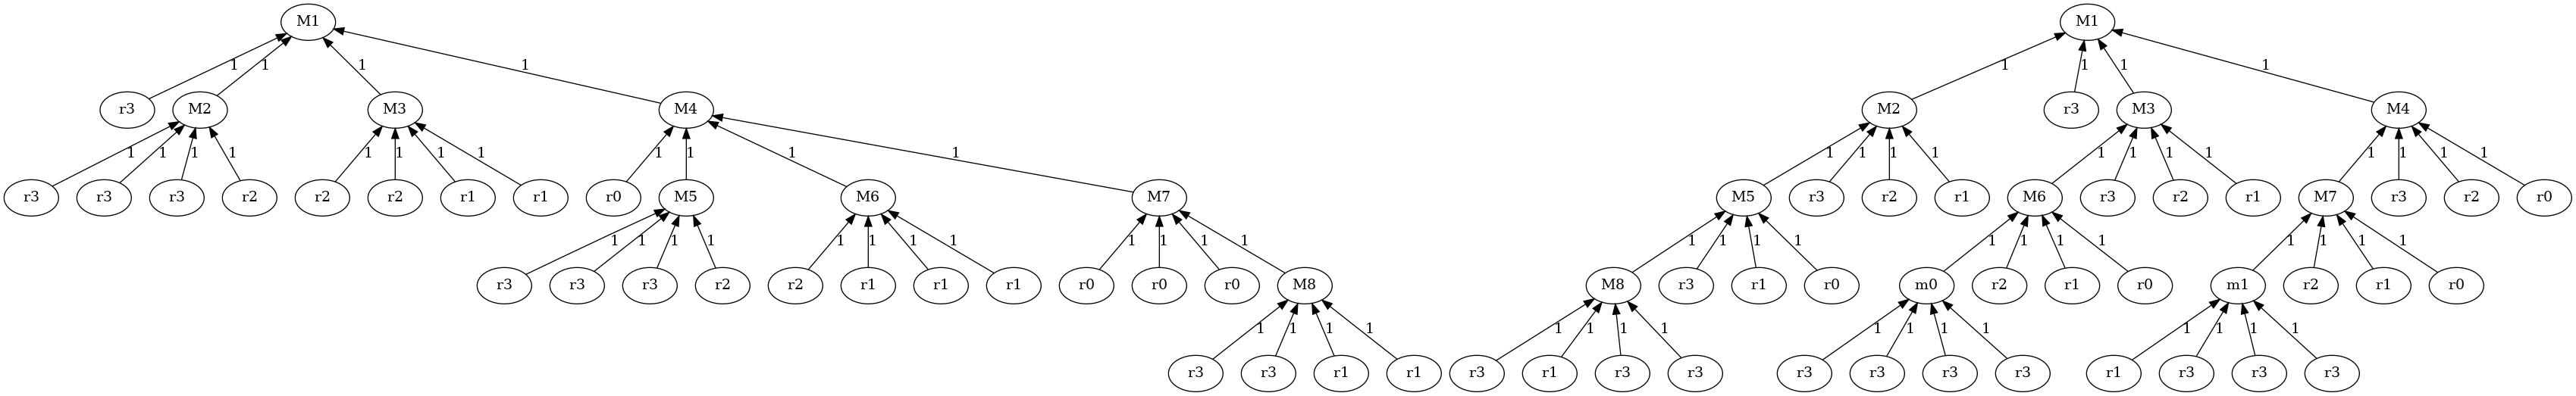 M1 M1
1 1 1 1 1 1 1 1
r3 M2 M3 M4 M2 r3 M3 M4
1 1 1 1 1 1 1 1 1 1 1 1 1 1 1 1 1 1 1 1 1 1 1 1
r3 r3 r3 r2 r2 r2 r1 r1 r0 M5 M6 M7 M5 r3 r2 r1 M6 r3 r2 r1 M7 r3 r2 r0
1 1 1 1 1 1 1 1 1 1 1 1 1 1 1 1 1 1 1 1 1 1 1 1
r3 r3 r3 r2 r2 r1 r1 r1 r0 r0 r0 M8 M8 r3 r1 r0 m0 r2 r1 r0 m1 r2 r1 r0
1 1 1 1 1 1 1 1 1 1 1 1 1 1 1 1
r3 r3 r1 r1 r3 r1 r3 r3 r3 r3 r3 r3 r1 r3 r3 r3